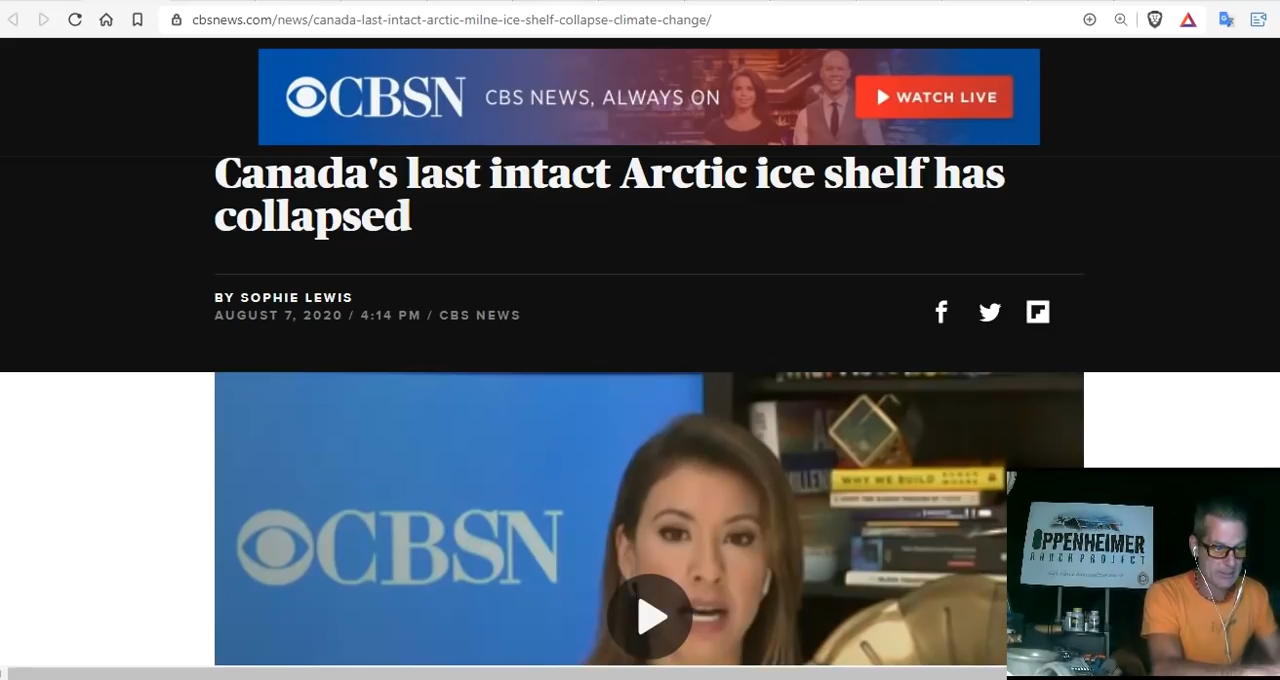 cbsnews.com/news/canada-last-intact-arctic-milne-ice-shelf-collapse-climate-change/
CBSN CBS NEWS, ALWAYS ON WATCH LIVE
Canada's last intact Arctic ice shelf has
collapsed
BY SOPHIE LEWIS
AUGUST 7, 2020 / 4:14 PM / CBS NEWS
CBSN
WHY WE BUILD
OPPENHEIMER
RANCH PROJECT